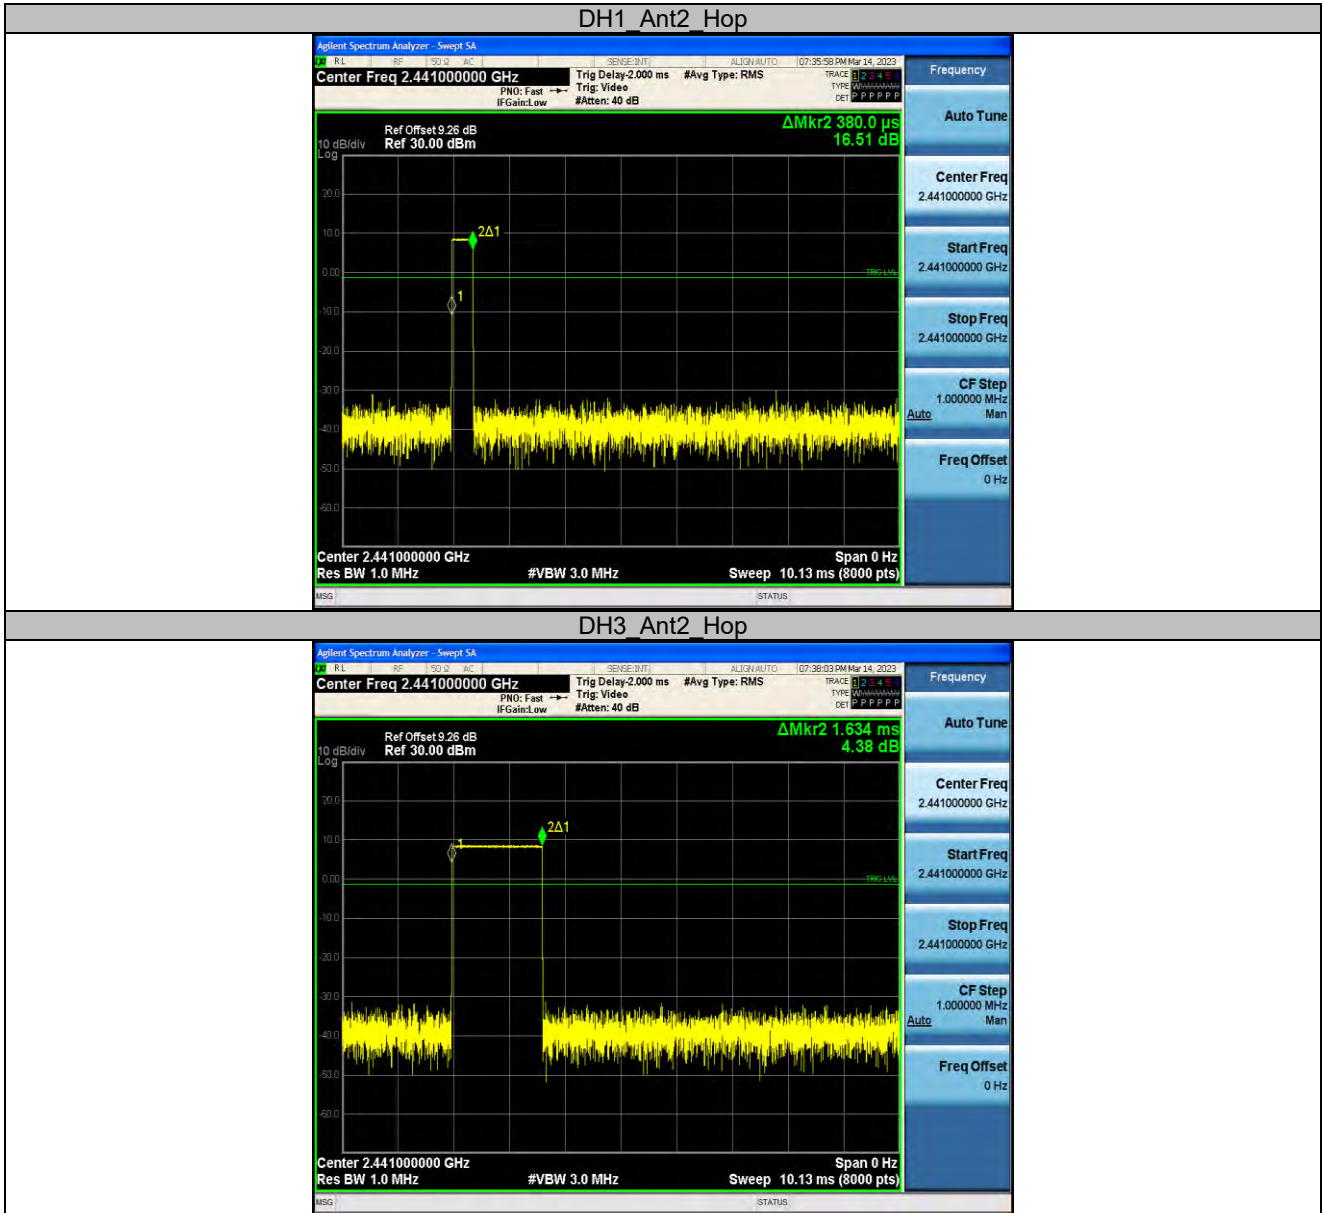 DH1_Ant2_Hop
Agilent Spectrum Analyzer - Swept SA
RL RF 50 Ω AC SENSE:INT ALIGN AUTO 07:35:58 PM Mar 14, 2023
Center Freq 2.441000000 GHz
Trig Delay-2.000 ms #Avg Type: RMS
TRACE 1 2 3 4 5 6
PNO: Fast Trig: Video
TYPE
IFGain:Low #Atten: 40 dB
DET P P P P P P
Frequency
Auto Tune
ΔMkr2 380.0 µs
16.51 dB
Ref Offset 9.26 dB
10 dB/div Ref 30.00 dBm
Log
20.0
10.0
0.00
-10.0
-20.0
-30.0
-40.0
-50.0
-60.0
2Δ1
1
TRIG LVL
Center Freq
2.441000000 GHz
Start Freq
2.441000000 GHz
Stop Freq
2.441000000 GHz
CF Step
1.000000 MHz
Auto Man
Freq Offset
0 Hz
Center 2.441000000 GHz Span 0 Hz
Res BW 1.0 MHz #VBW 3.0 MHz Sweep 10.13 ms (8000 pts)
MSG STATUS
DH3_Ant2_Hop
Agilent Spectrum Analyzer - Swept SA
RL RF 50 Ω AC SENSE:INT ALIGN AUTO 07:38:03 PM Mar 14, 2023
Center Freq 2.441000000 GHz
Trig Delay-2.000 ms #Avg Type: RMS
TRACE 1 2 3 4 5 6
PNO: Fast Trig: Video
TYPE
IFGain:Low #Atten: 40 dB
DET P P P P P P
Frequency
Auto Tune
ΔMkr2 1.634 ms
4.38 dB
Ref Offset 9.26 dB
10 dB/div Ref 30.00 dBm
Log
20.0
10.0
0.00
-10.0
-20.0
-30.0
-40.0
-50.0
-60.0
2Δ1
1
TRIG LVL
Center Freq
2.441000000 GHz
Start Freq
2.441000000 GHz
Stop Freq
2.441000000 GHz
CF Step
1.000000 MHz
Auto Man
Freq Offset
0 Hz
Center 2.441000000 GHz Span 0 Hz
Res BW 1.0 MHz #VBW 3.0 MHz Sweep 10.13 ms (8000 pts)
MSG STATUS